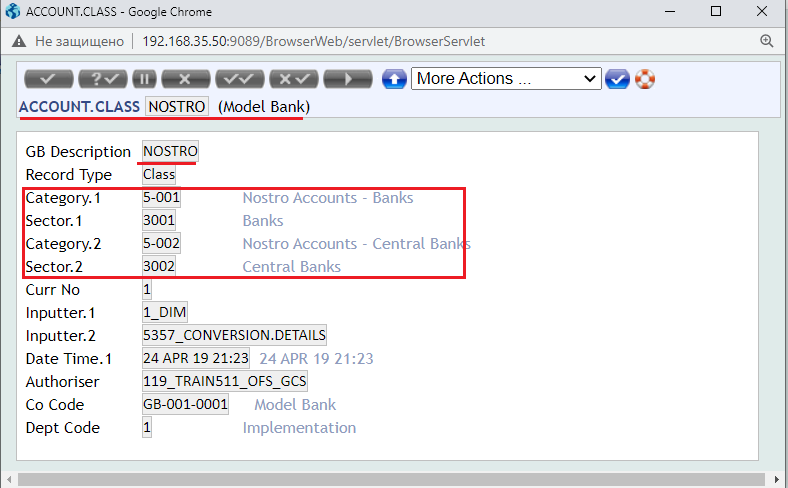 ACCOUNT.CLASS - Google Chrome
Не защищено 192.168.35.50:9089/BrowserWeb/servlet/BrowserServlet
More Actions ...
ACCOUNT.CLASS NOSTRO (Model Bank)
GB Description NOSTRO
Record Type Class
Category.1 5-001 Nostro Accounts - Banks
Sector.1 3001 Banks
Category.2 5-002 Nostro Accounts - Central Banks
Sector.2 3002 Central Banks
Curr No 1
Inputter.1 1_DIM
Inputter.2 5357_CONVERSION.DETAILS
Date Time.1 24 APR 19 21:23 24 APR 19 21:23
Authoriser 119_TRAIN511_OFS_GCS
Co Code GB-001-0001 Model Bank
Dept Code 1 Implementation